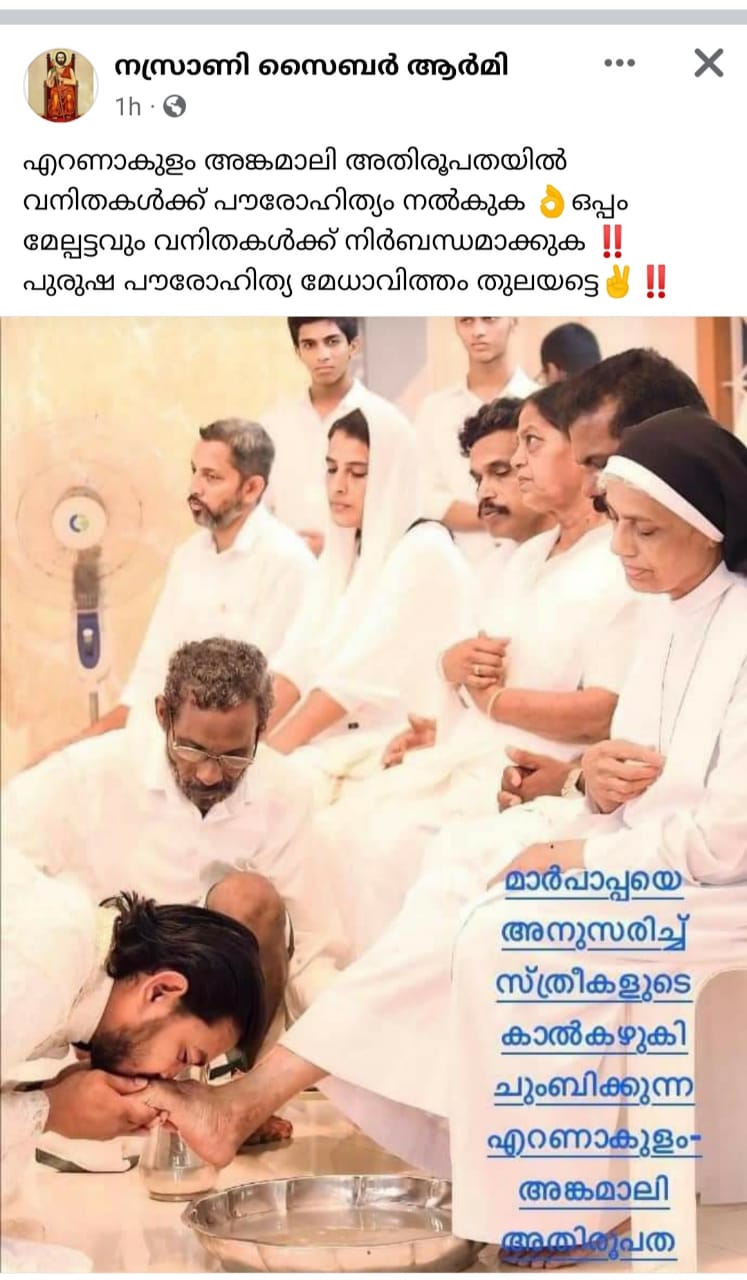 നസ്രാണി സൈബർ ആർമി
1h ·
എറണാകുളം അങ്കമാലി അതിരൂപതയിൽ
വനിതകൾക്ക് പൗരോഹിത്യം നൽകുക 👌 ഒപ്പം
മേല്പട്ടവും വനിതകൾക്ക് നിർബന്ധമാക്കുക ‼️
പുരുഷ പൗരോഹിത്യ മേധാവിത്തം തുലയട്ടെ✌️ ‼️
മാർപാപ്പയെ
അനുസരിച്ച്
സ്ത്രീകളുടെ
കാൽകഴുകി
ചുംബിക്കുന്ന
എറണാകുളം-
അങ്കമാലി
അതിരൂപത